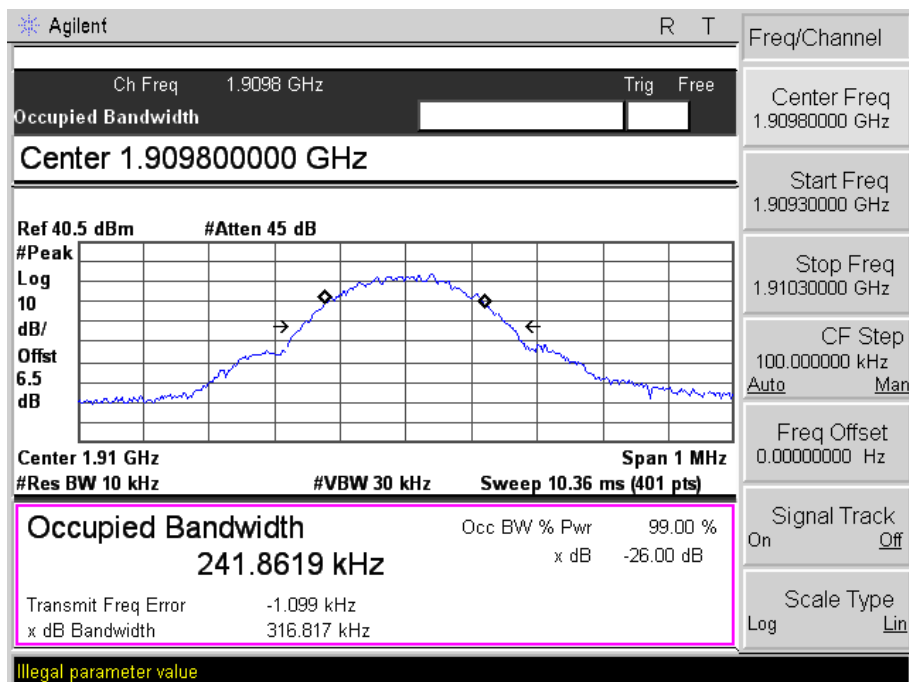 Agilent R T
Ch Freq 1.9098 GHz Trig Free
Occupied Bandwidth
Center 1.909800000 GHz
Ref 40.5 dBm #Atten 45 dB
#Peak
Log
10
dB/
Offst
6.5
dB
Center 1.91 GHz Span 1 MHz
#Res BW 10 kHz #VBW 30 kHz Sweep 10.36 ms (401 pts)
Occupied Bandwidth
241.8619 kHz
Occ BW % Pwr 99.00 %
x dB -26.00 dB
Transmit Freq Error -1.099 kHz
x dB Bandwidth 316.817 kHz
Illegal parameter value
Freq/Channel
Center Freq
1.90980000 GHz
Start Freq
1.90930000 GHz
Stop Freq
1.91030000 GHz
CF Step
100.000000 kHz
Auto Man
Freq Offset
0.00000000 Hz
Signal Track
On Off
Scale Type
Log Lin